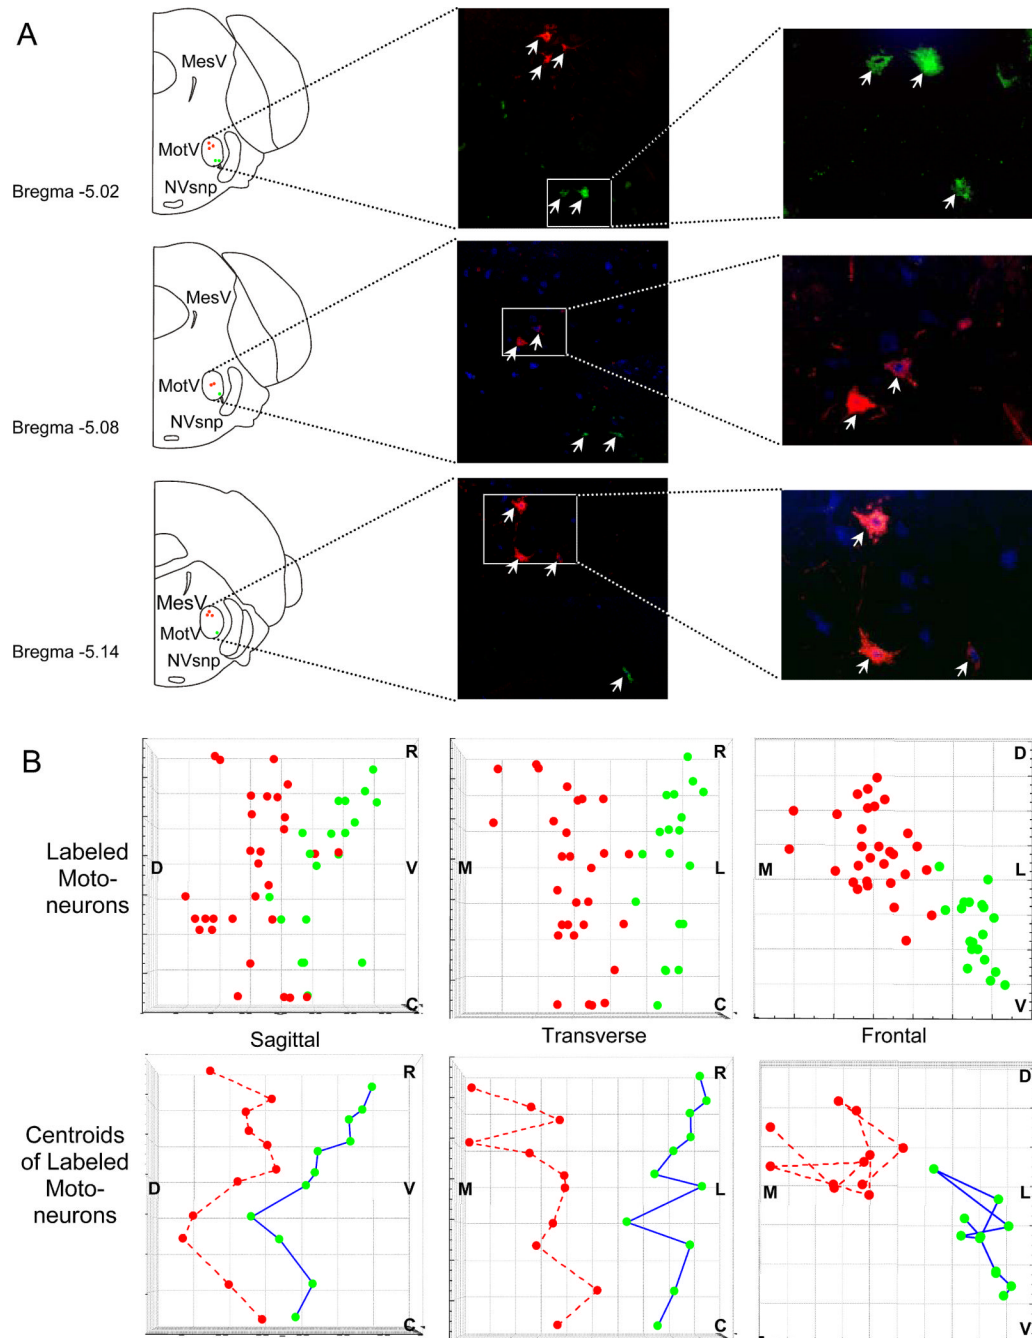 A
MesV
MotV
NVsnp
Bregma -5.02
MesV
MotV
NVsnp
Bregma -5.08
MesV
MotV
NVsnp
Bregma -5.14
B
Labeled
Moto-
neurons
R
D
V
C
R
M
L
C
D
M
L
V
Sagittal
Transverse
Frontal
Centroids
of Labeled
Moto-
neurons
R
D
V
C
R
M
L
C
D
M
L
V